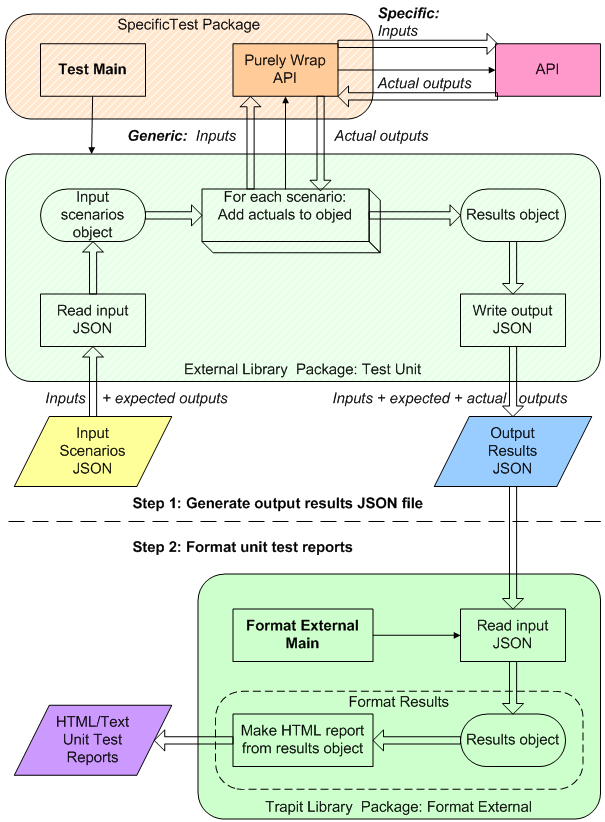 SpecificTest Package
Specific:
Inputs
Test Main
Purely Wrap
API
API
Actual outputs
Generic: Inputs
Actual outputs
Input
scenarios
object
For each scenario:
Add actuals to objed
Results object
Read input
JSON
Write output
JSON
External Library Package: Test Unit
Inputs + expected outputs
Inputs + expected + actual outputs
Input
Scenarios
JSON
Output
Results
JSON
Step 1: Generate output results JSON file
Step 2: Format unit test reports
Format External
Main
Read input
JSON
Format Results
HTML/Text
Unit Test
Reports
Make HTML report
from results object
Results object
Trapit Library Package: Format External